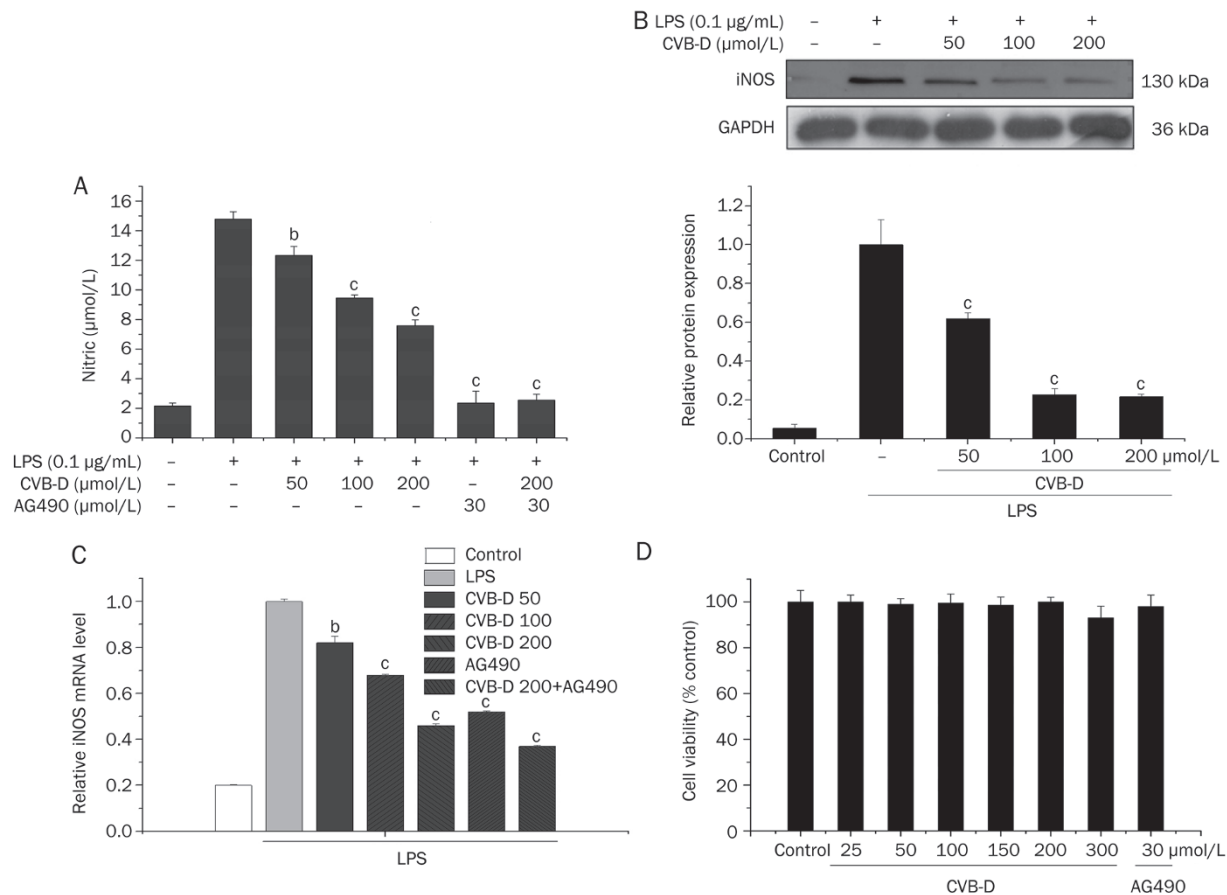 B LPS (0.1 µg/mL) – + + + +
CVB-D (µmol/L) – – 50 100 200
iNOS 130 kDa
GAPDH 36 kDa
A
Nitric (µmol/L)
16
14
12
10
8
6
4
2
0
b
c
c
c
c
LPS (0.1 µg/mL) – + + + + + +
CVB-D (µmol/L) – – 50 100 200 – 200
AG490 (µmol/L) – – – – – 30 30
Relative protein expression
1.2
1.0
0.8
0.6
0.4
0.2
0.0
c
c
c
Control – 50 100 200 µmol/L
CVB-D
LPS
C
Relative iNOS mRNA level
1.0
0.8
0.6
0.4
0.2
0.0
Control
LPS
CVB-D 50
CVB-D 100
CVB-D 200
AG490
CVB-D 200+AG490
b
c
c
c
c
LPS
D
Cell viability (% control)
120
100
80
60
40
20
0
Control 25 50 100 150 200 300 30 µmol/L
CVB-D AG490